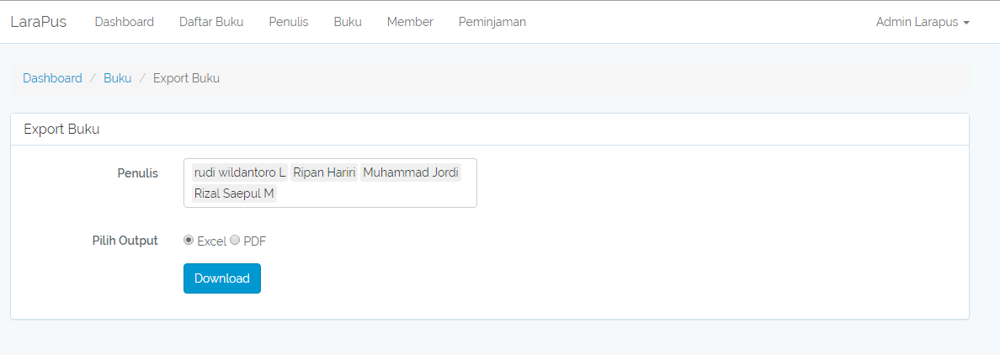 LaraPus Dashboard Daftar Buku Penulis Buku Member Peminjaman Admin Larapus
Dashboard / Buku / Export Buku
Export Buku
Penulis rudi wildantoro L Ripan Hariri Muhammad Jordi
Rizal Saepul M
Pilih Output Excel PDF
Download